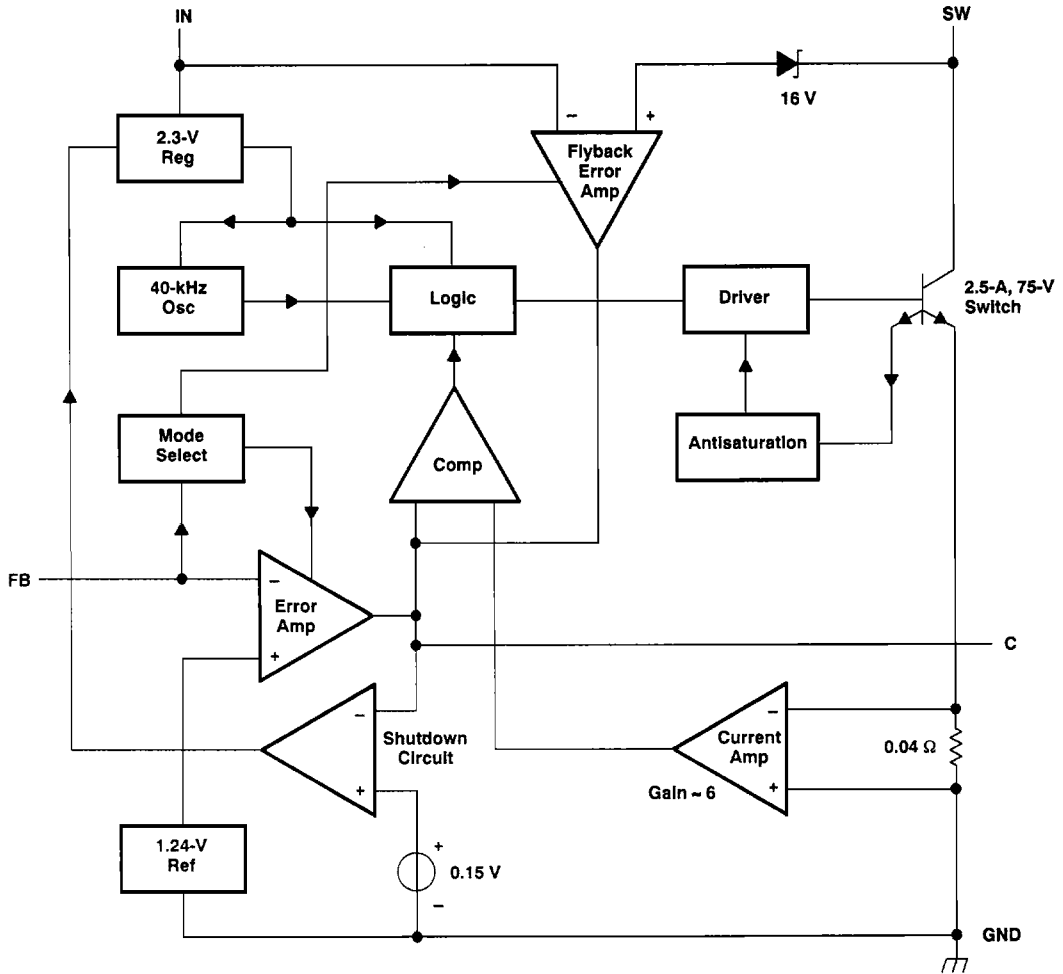 IN
SW
16 V
2.3-V
Reg
−
+
Flyback
Error
Amp
40-kHz
Osc
Logic
Driver
2.5-A, 75-V
Switch
Mode
Select
Comp
Antisaturation
FB
−
Error
Amp
+
C
−
Shutdown
Circuit
+
−
Current
Amp
+
Gain ~ 6
0.04 Ω
1.24-V
Ref
+
0.15 V
−
GND